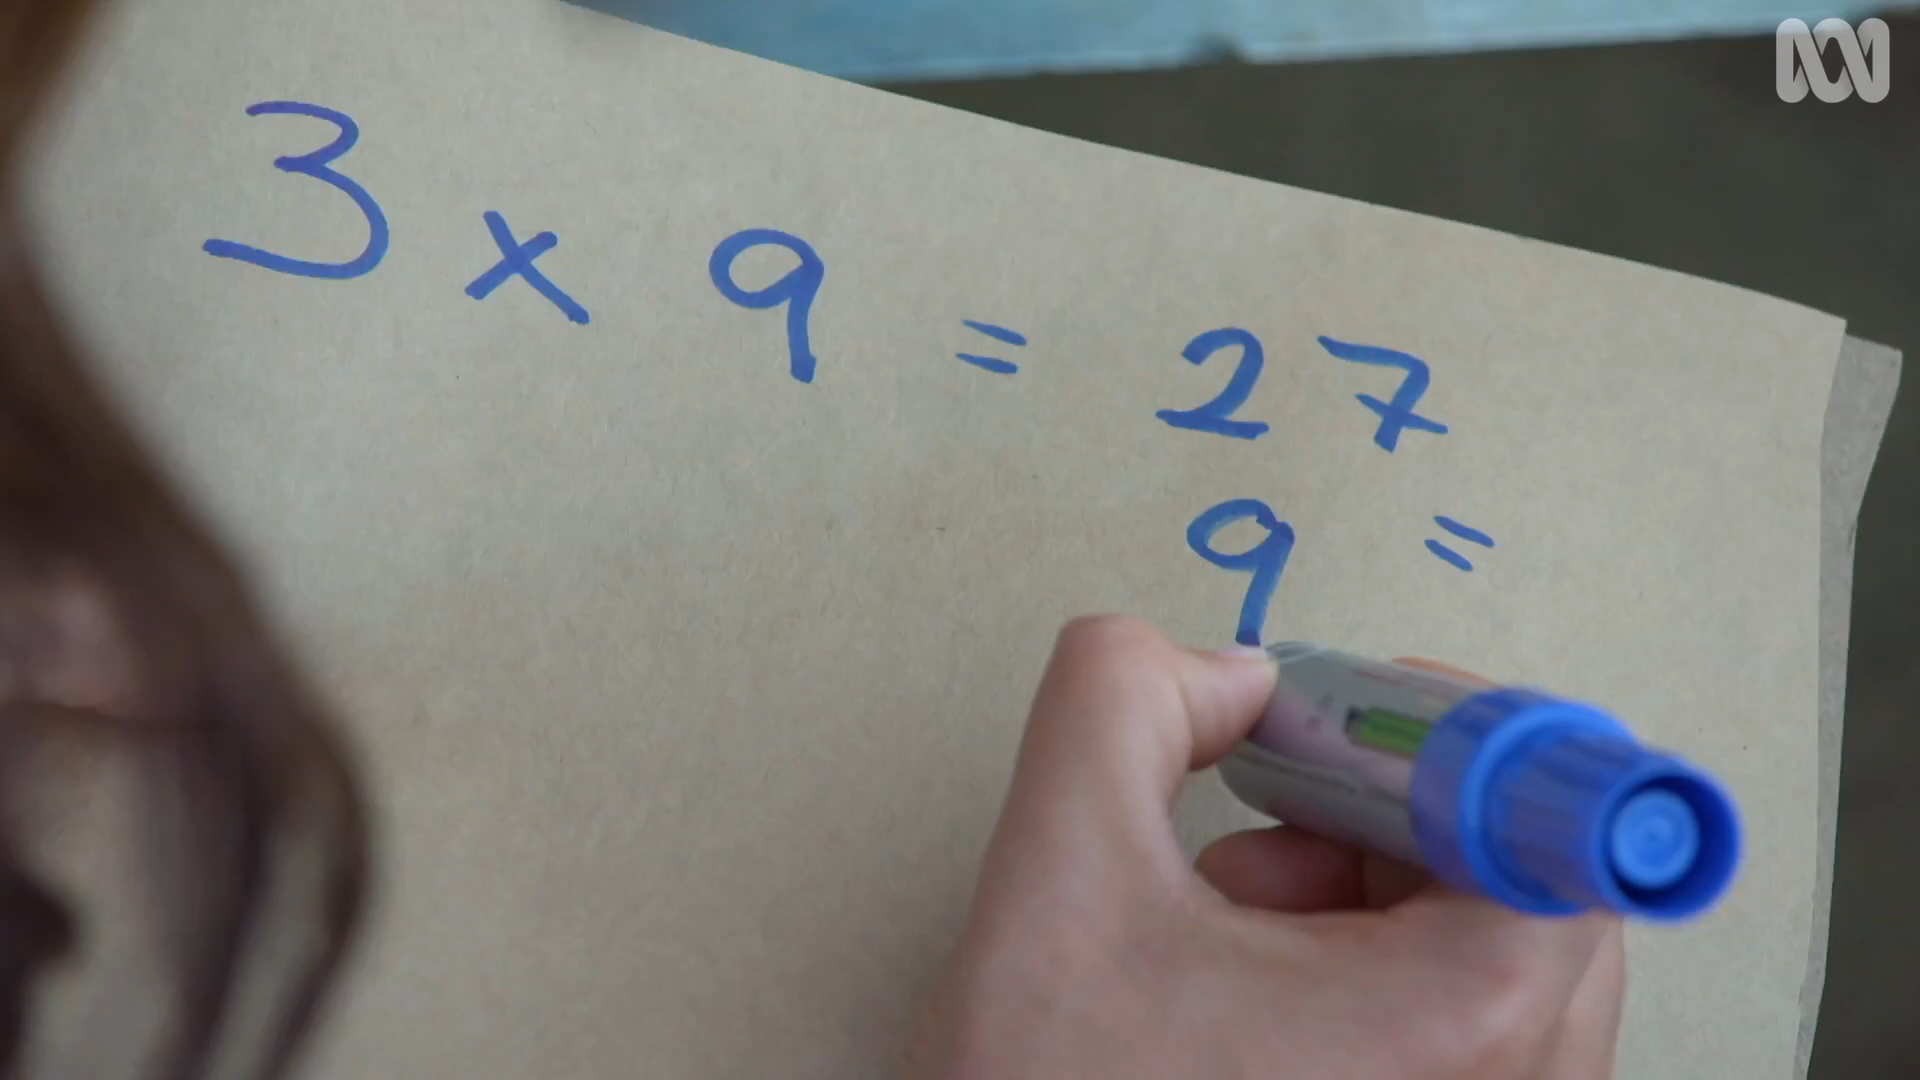 3 x 9 = 27
9 =